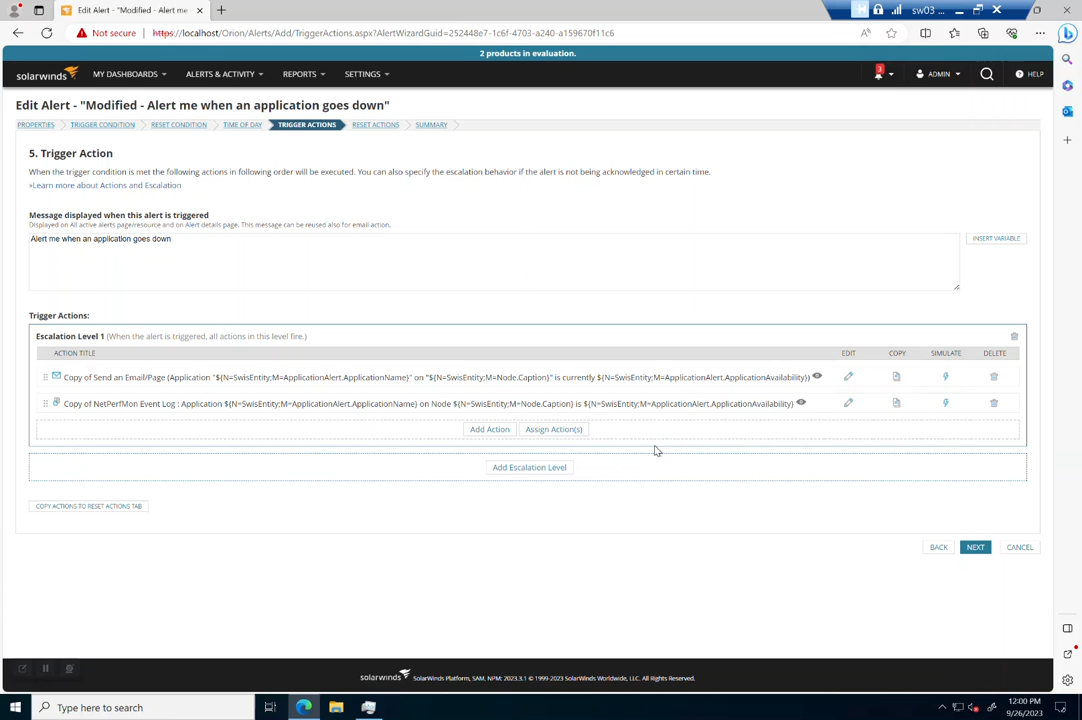 Edit Alert - "Modified - Alert me
sw03 ...
Not secure
https://localhost/Orion/Alerts/Add/TriggerActions.aspx?AlertWizardGuid=252448e7-1c6f-4703-a240-a159670f11c6
2 products in evaluation.
solarwinds
MY DASHBOARDS
ALERTS & ACTIVITY
REPORTS
SETTINGS
3
ADMIN
HELP
Edit Alert - "Modified - Alert me when an application goes down"
PROPERTIES
TRIGGER CONDITION
RESET CONDITION
TIME OF DAY
TRIGGER ACTIONS
RESET ACTIONS
SUMMARY
5. Trigger Action
When the trigger condition is met the following actions in following order will be executed. You can also specify the escalation behavior if the alert is not being acknowledged in certain time.
»Learn more about Actions and Escalation
Message displayed when this alert is triggered
Displayed on All active alerts page/resource and on Alert details page. This message can be reused also for email action.
Alert me when an application goes down
INSERT VARIABLE
Trigger Actions:
Escalation Level 1 (When the alert is triggered, all actions in this level fire.)
ACTION TITLE EDIT COPY SIMULATE DELETE
Copy of Send an Email/Page (Application "${N=SwisEntity;M=ApplicationAlert.ApplicationName}" on "${N=SwisEntity;M=Node.Caption}" is currently ${N=SwisEntity;M=ApplicationAlert.ApplicationAvailability})
Copy of NetPerfMon Event Log : Application ${N=SwisEntity;M=ApplicationAlert.ApplicationName} on Node ${N=SwisEntity;M=Node.Caption} is ${N=SwisEntity;M=ApplicationAlert.ApplicationAvailability}
Add Action
Assign Action(s)
Add Escalation Level
COPY ACTIONS TO RESET ACTIONS TAB
BACK
NEXT
CANCEL
solarwinds
SolarWinds Platform, SAM, NPM: 2023.3.1 © 1999-2023 SolarWinds Worldwide, LLC. All Rights Reserved.
Type here to search
12:00 PM
9/26/2023